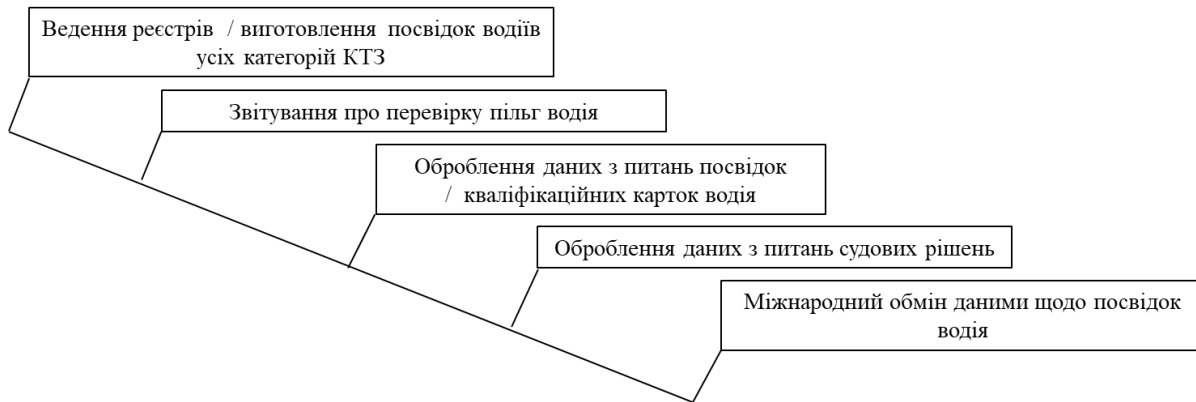 Ведення реєстрів / виготовлення посвідок водіїв
усіх категорій КТЗ
Звітування про перевірку пільг водія
Оброблення даних з питань посвідок
/ кваліфікаційних карток водія
Оброблення даних з питань судових рішень
Міжнародний обмін даними щодо посвідок
водія